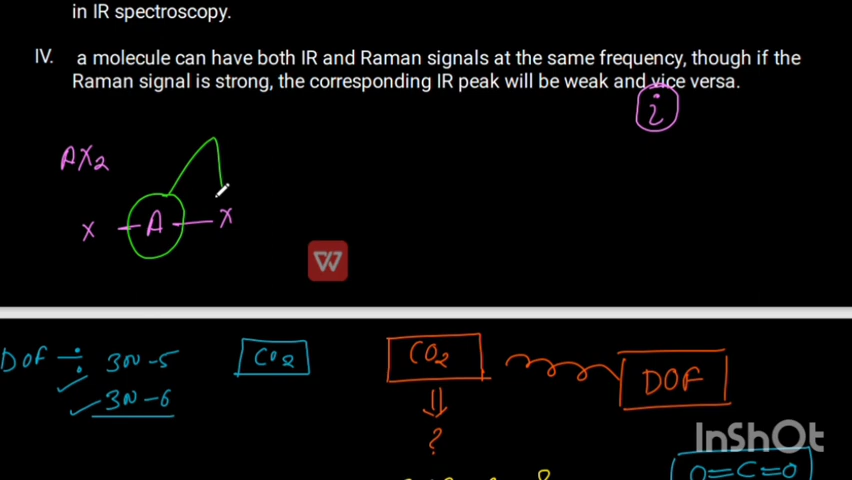 in IR spectroscopy.
IV. a molecule can have both IR and Raman signals at the same frequency, though if the
Raman signal is strong, the corresponding IR peak will be weak and vice versa.
i
AX2
X - A - X
W
DOF ÷ 3N-5
3N-6
CO2
CO2
DOF
?
InShOt
O=C=O